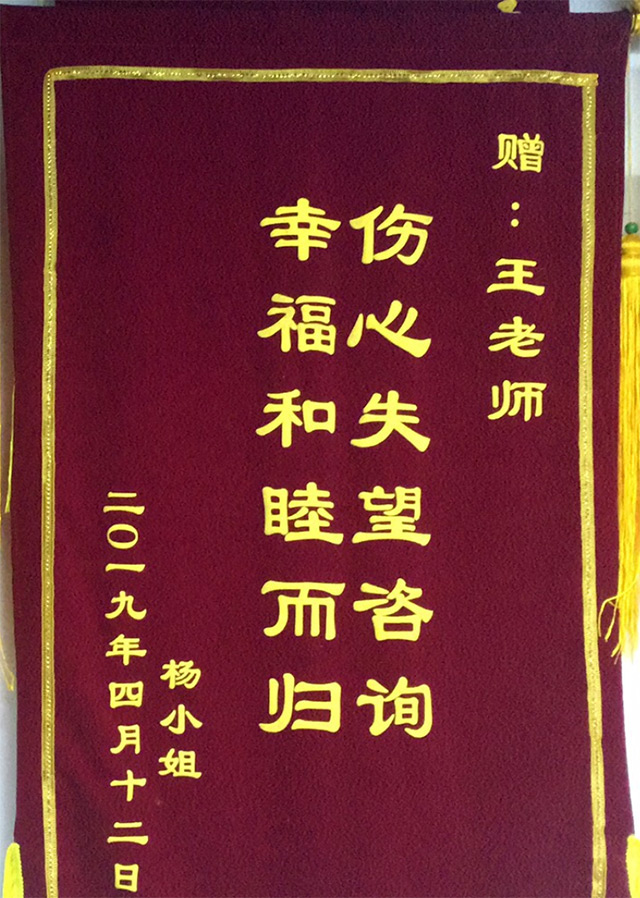 赠：王老师
伤心失望咨询
幸福和睦而归
杨小姐
二〇一九年四月十二日